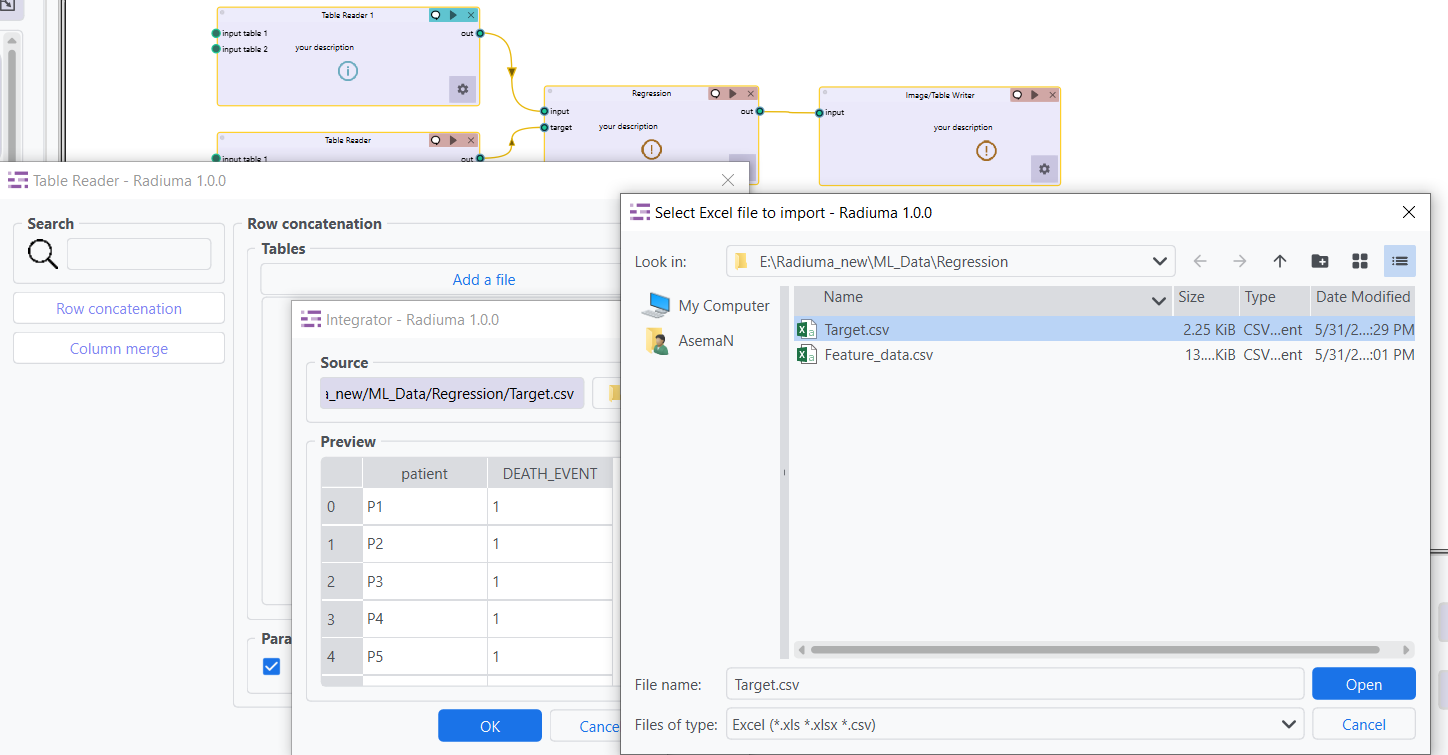 Table Reader 1
input table 1
out
input table 2
your description
Regression
input
out
target
your description
Image/Table Writer
input
your description
Table Reader
input table 1
out
Table Reader - Radiuma 1.0.0
Search
Row concatenation
Column merge
Row concatenation
Tables
Add a file
Para
Integrator - Radiuma 1.0.0
Source
a_new/ML_Data/Regression/Target.csv
Preview
patient DEATH_EVENT
0 P1 1
1 P2 1
2 P3 1
3 P4 1
4 P5 1
OK Cance
Select Excel file to import - Radiuma 1.0.0
Look in: E:\Radiuma_new\ML_Data\Regression
My Computer
AsemaN
Name Size Type Date Modified
Target.csv 2.25 KiB CSV...ent 5/31/2...:29 PM
Feature_data.csv 13....KiB CSV...ent 5/31/2...:01 PM
File name: Target.csv Open
Files of type: Excel (*.xls *.xlsx *.csv) Cancel